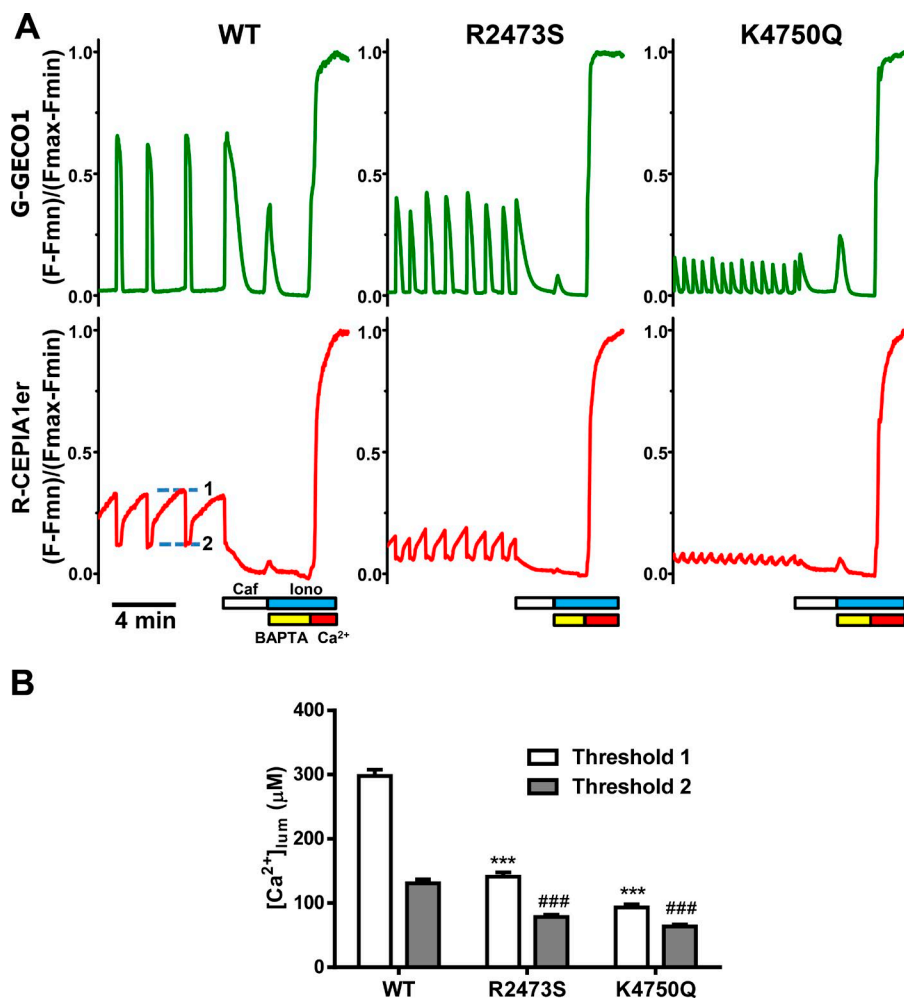 A
WT
R2473S
K4750Q
G-GECO1
(F-Fmn)/(Fmax-Fmin)
1.0
0.5
0.0
1.0
0.5
0.0
1.0
0.5
0.0
R-CEPIA1er
(F-Fmn)/(Fmax-Fmin)
1.0
0.5
0.0
1
2
1.0
0.5
0.0
1.0
0.5
0.0
4 min
Caf
Iono
BAPTA
Ca²⁺
B
[Ca²⁺]lum (μM)
400
300
200
100
0
Threshold 1
Threshold 2
***
###
***
###
WT
R2473S
K4750Q